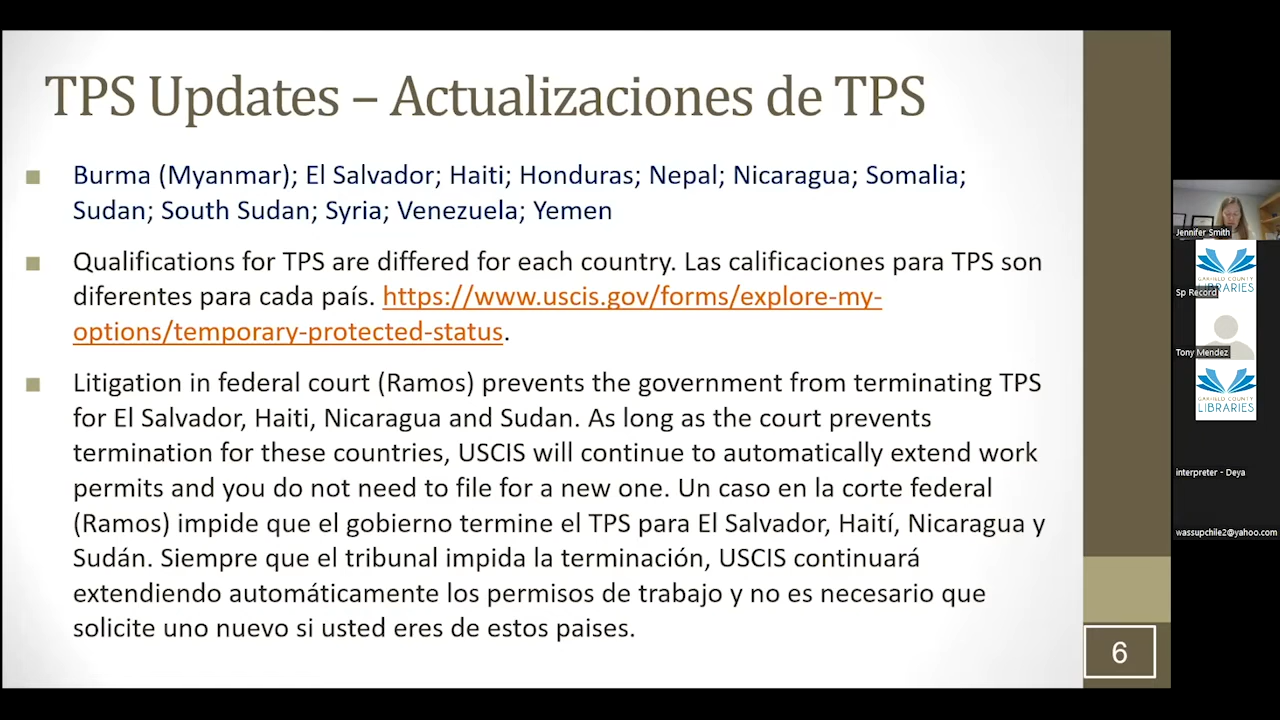 TPS Updates – Actualizaciones de TPS
Burma (Myanmar); El Salvador; Haiti; Honduras; Nepal; Nicaragua; Somalia;
Sudan; South Sudan; Syria; Venezuela; Yemen
Qualifications for TPS are differed for each country. Las calificaciones para TPS son
diferentes para cada país. https://www.uscis.gov/forms/explore-my-
options/temporary-protected-status.
Litigation in federal court (Ramos) prevents the government from terminating TPS
for El Salvador, Haiti, Nicaragua and Sudan. As long as the court prevents
termination for these countries, USCIS will continue to automatically extend work
permits and you do not need to file for a new one. Un caso en la corte federal
(Ramos) impide que el gobierno termine el TPS para El Salvador, Haití, Nicaragua y
Sudán. Siempre que el tribunal impida la terminación, USCIS continuará
extendiendo automáticamente los permisos de trabajo y no es necesario que
solicite uno nuevo si usted eres de estos paises.
6
Jennifer Smith
GARFIELD COUNTY
LIBRARIES
Sp Record
Tony Mendez
GARFIELD COUNTY
LIBRARIES
interpreter - Deya
wassupchile2@yahoo.com